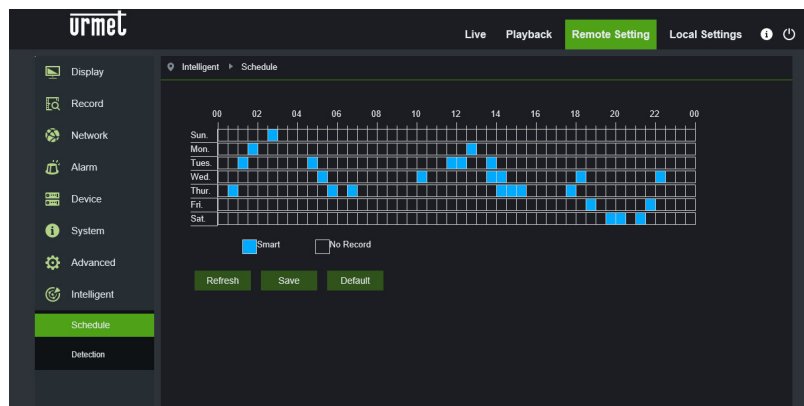 urmet
Live Playback Remote Setting Local Settings
Display
Intelligent Schedule
Record
Network
Alarm
Device
System
Advanced
Intelligent
Schedule
Detection
00 02 04 06 08 10 12 14 16 18 20 22 00
Sun.
Mon.
Tues.
Wed.
Thur.
Fri.
Sat.
Smart No Record
Refresh Save Default